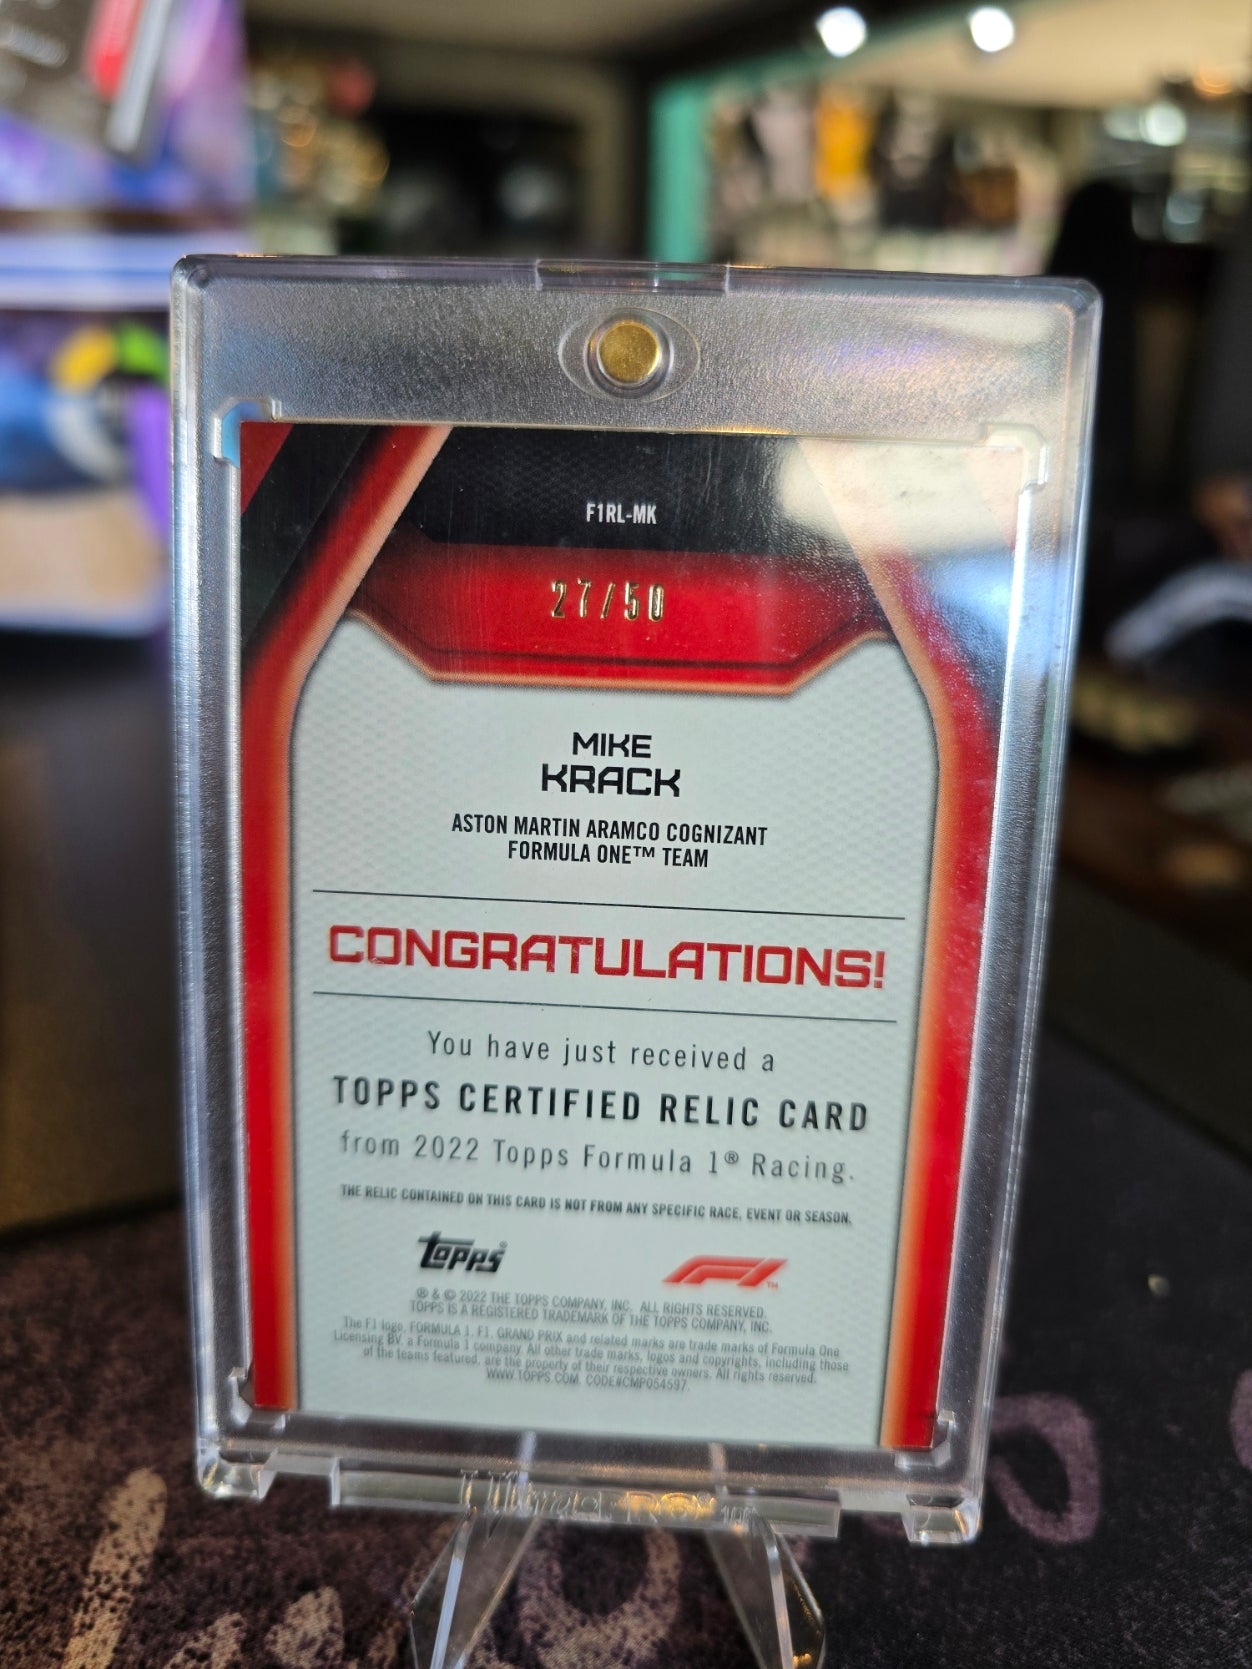 F1RL-MK
27/50
MIKE
KRACK
ASTON MARTIN ARAMCO COGNIZANT
FORMULA ONE™ TEAM
CONGRATULATIONS!
You have just received a
TOPPS CERTIFIED RELIC CARD
from 2022 Topps Formula 1® Racing.
THE RELIC CONTAINED ON THIS CARD IS NOT FROM ANY SPECIFIC RACE, EVENT OR SEASON.
Topps®
F1™
® & © 2022 THE TOPPS COMPANY, INC. ALL RIGHTS RESERVED.
TOPPS IS A REGISTERED TRADEMARK OF THE TOPPS COMPANY, INC.
The F1 logo, FORMULA 1, F1, GRAND PRIX and related marks are trade marks of Formula One
Licensing BV, a Formula 1 company. All other trade marks, logos and copyrights, including those
of the teams featured, are the property of their respective owners. All rights reserved.
WWW.TOPPS.COM. CODE#CMP054597.